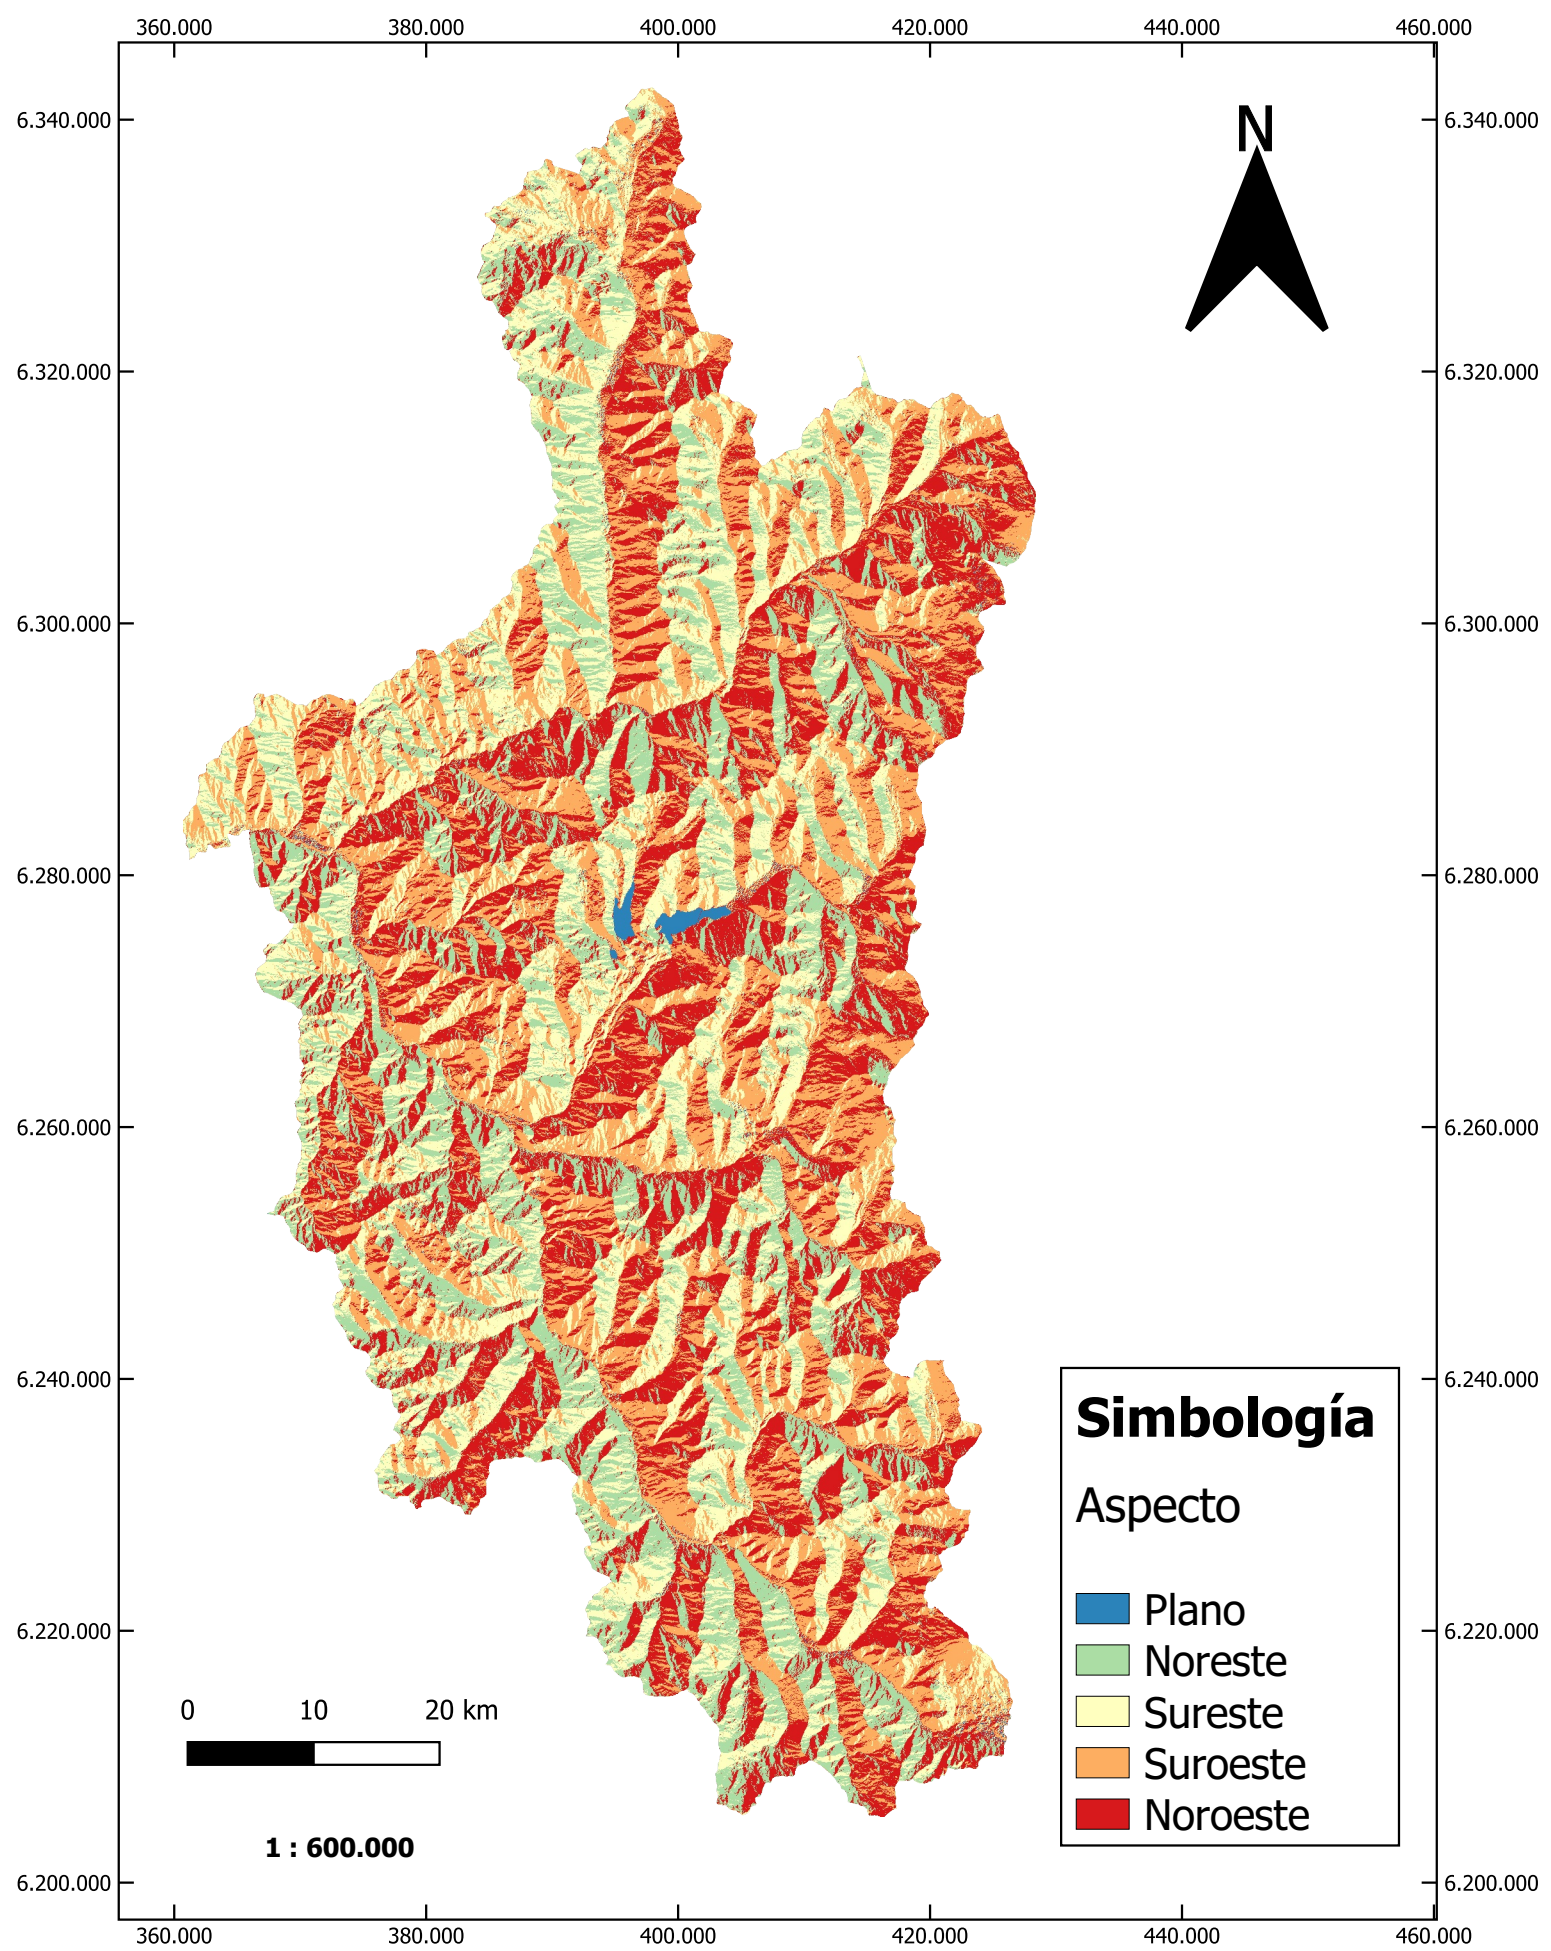 360.000 380.000 400.000 420.000 440.000 460.000
6.340.000 6.340.000
N
6.320.000 6.320.000
6.300.000 6.300.000
6.280.000 6.280.000
6.260.000 6.260.000
6.240.000 6.240.000
Simbología
Aspecto
Plano
Noreste
Sureste
Suroeste
Noroeste
6.220.000 6.220.000
0 10 20 km
1 : 600.000
6.200.000 6.200.000
360.000 380.000 400.000 420.000 440.000 460.000